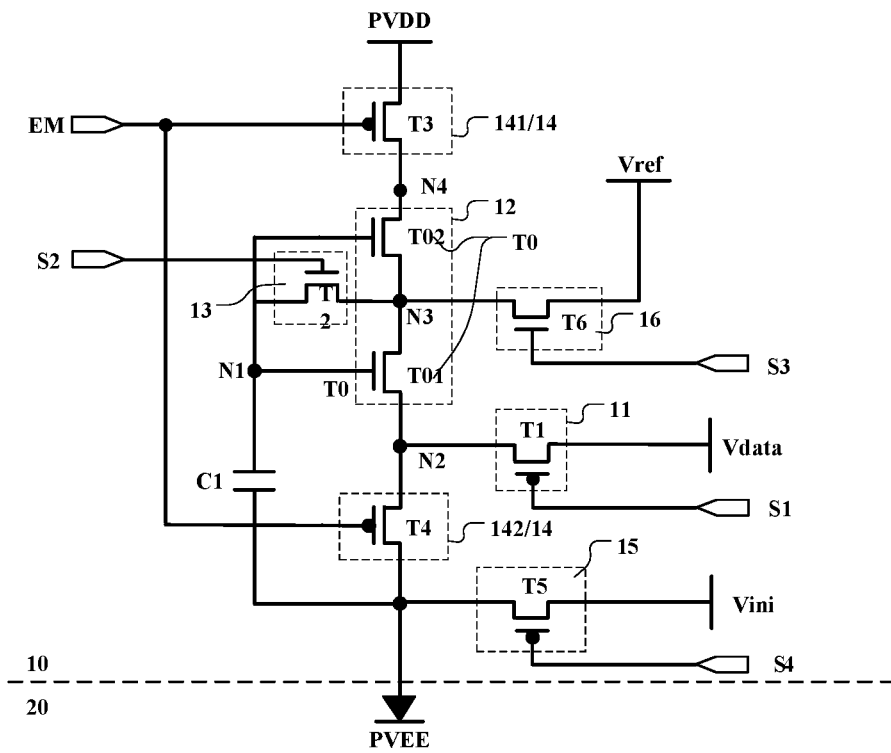 PVDD
EM
T3
141/14
N4
Vref
12
T02
T0
S2
13
T
2
N3
T6
16
S3
N1
T0
T01
11
T1
N2
Vdata
C1
S1
T4
142/14
15
T5
Vini
10
S4
20
PVEE